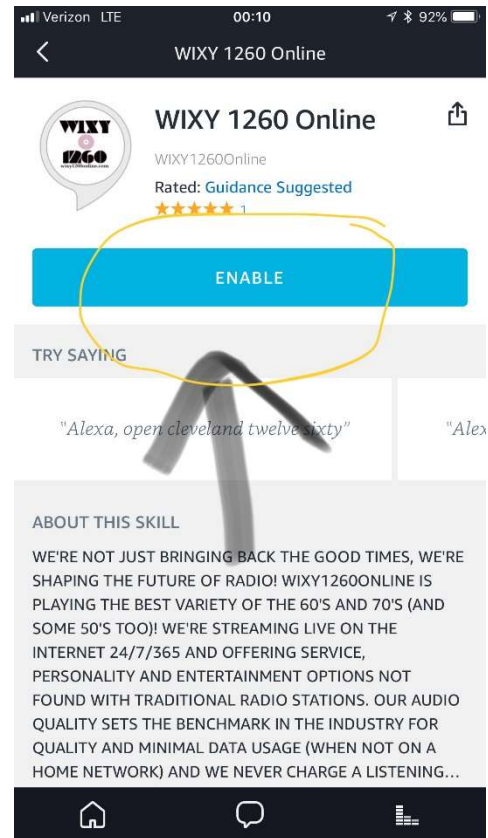 Verizon LTE 00:10 92%
WIXY 1260 Online
WIXY
1260
WIXY 1260 Online
WIXY1260Online
Rated: Guidance Suggested
1
ENABLE
TRY SAYING
"Alexa, open cleveland twelve sixty"
"Alex
ABOUT THIS SKILL
WE'RE NOT JUST BRINGING BACK THE GOOD TIMES, WE'RE
SHAPING THE FUTURE OF RADIO! WIXY1260ONLINE IS
PLAYING THE BEST VARIETY OF THE 60'S AND 70'S (AND
SOME 50'S TOO)! WE'RE STREAMING LIVE ON THE
INTERNET 24/7/365 AND OFFERING SERVICE,
PERSONALITY AND ENTERTAINMENT OPTIONS NOT
FOUND WITH TRADITIONAL RADIO STATIONS. OUR AUDIO
QUALITY SETS THE BENCHMARK IN THE INDUSTRY FOR
QUALITY AND MINIMAL DATA USAGE (WHEN NOT ON A
HOME NETWORK) AND WE NEVER CHARGE A LISTENING...